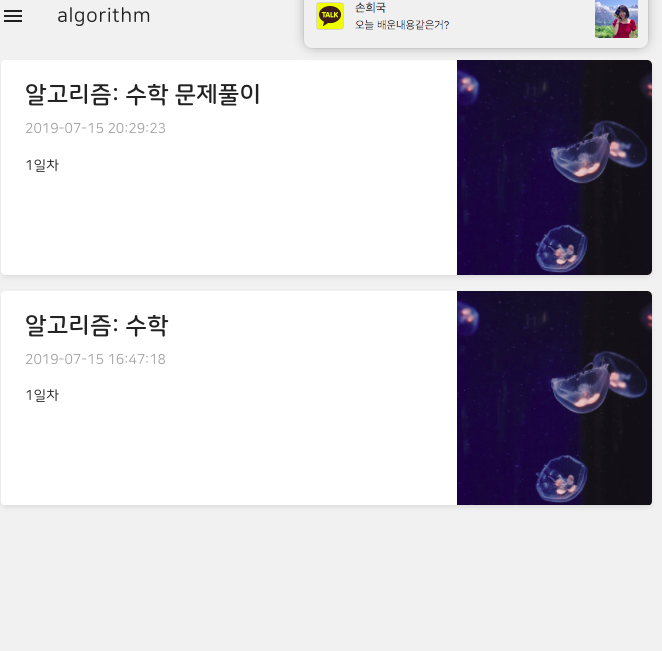 algorithm
TALK
손희국
오늘 배운내용같은거?
알고리즘: 수학 문제풀이
2019-07-15 20:29:23
1일차
알고리즘: 수학
2019-07-15 16:47:18
1일차